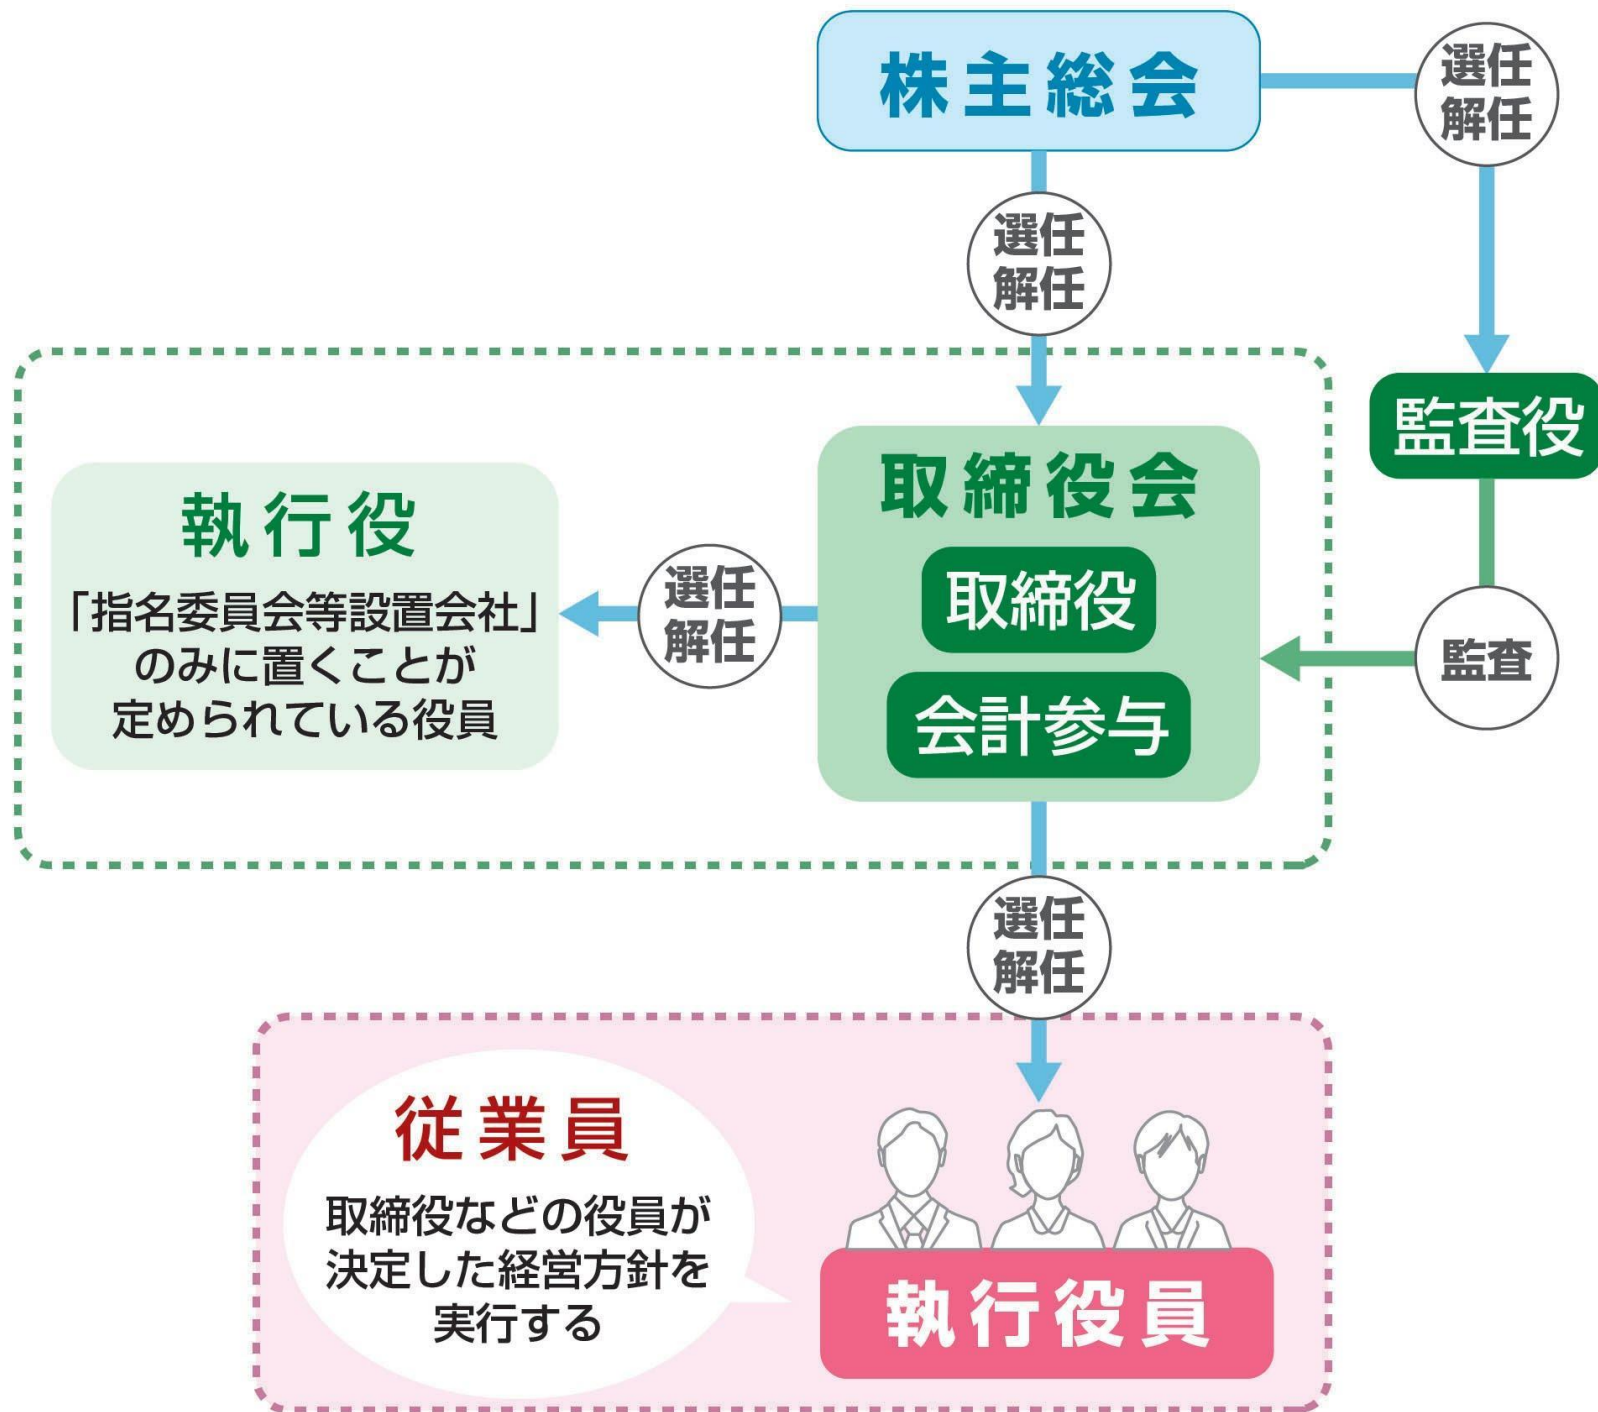 株主総会
選任
解任
選任
解任
監査役
取締役会
取締役
会計参与
執行役
「指名委員会等設置会社」
のみに置くことが
定められている役員
選任
解任
監査
選任
解任
従業員
取締役などの役員が
決定した経営方針を
実行する
執行役員